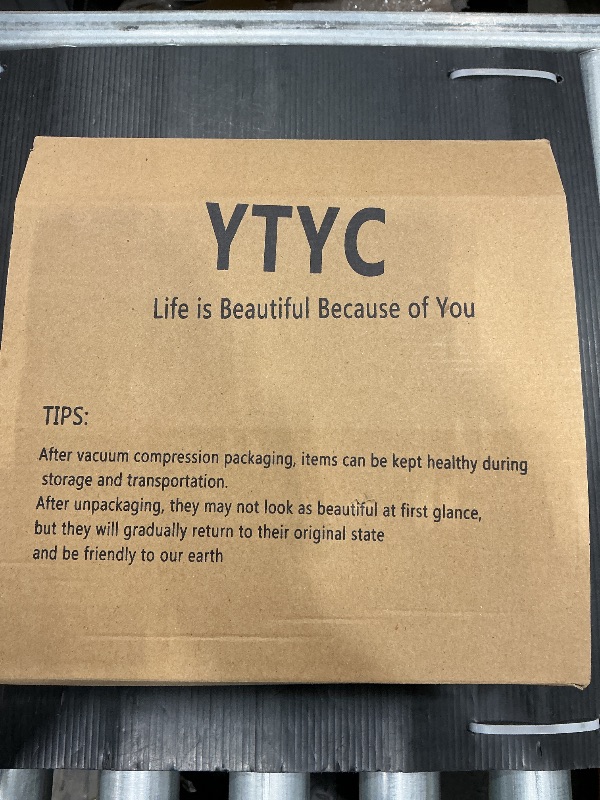 YTYC
Life is Beautiful Because of You
TIPS:
After vacuum compression packaging, items can be kept healthy during
storage and transportation.
After unpackaging, they may not look as beautiful at first glance,
but they will gradually return to their original state
and be friendly to our earth